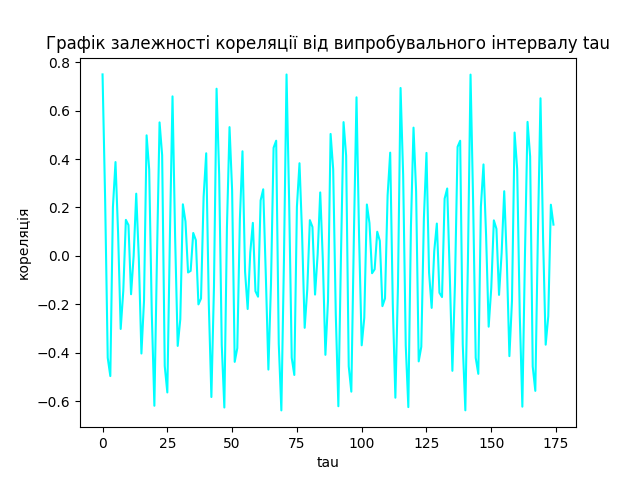 Графік залежності кореляції від випробувального інтервалу tau
0.8
0.6
0.4
0.2
0.0
−0.2
−0.4
−0.6
кореляція
0 25 50 75 100 125 150 175
tau